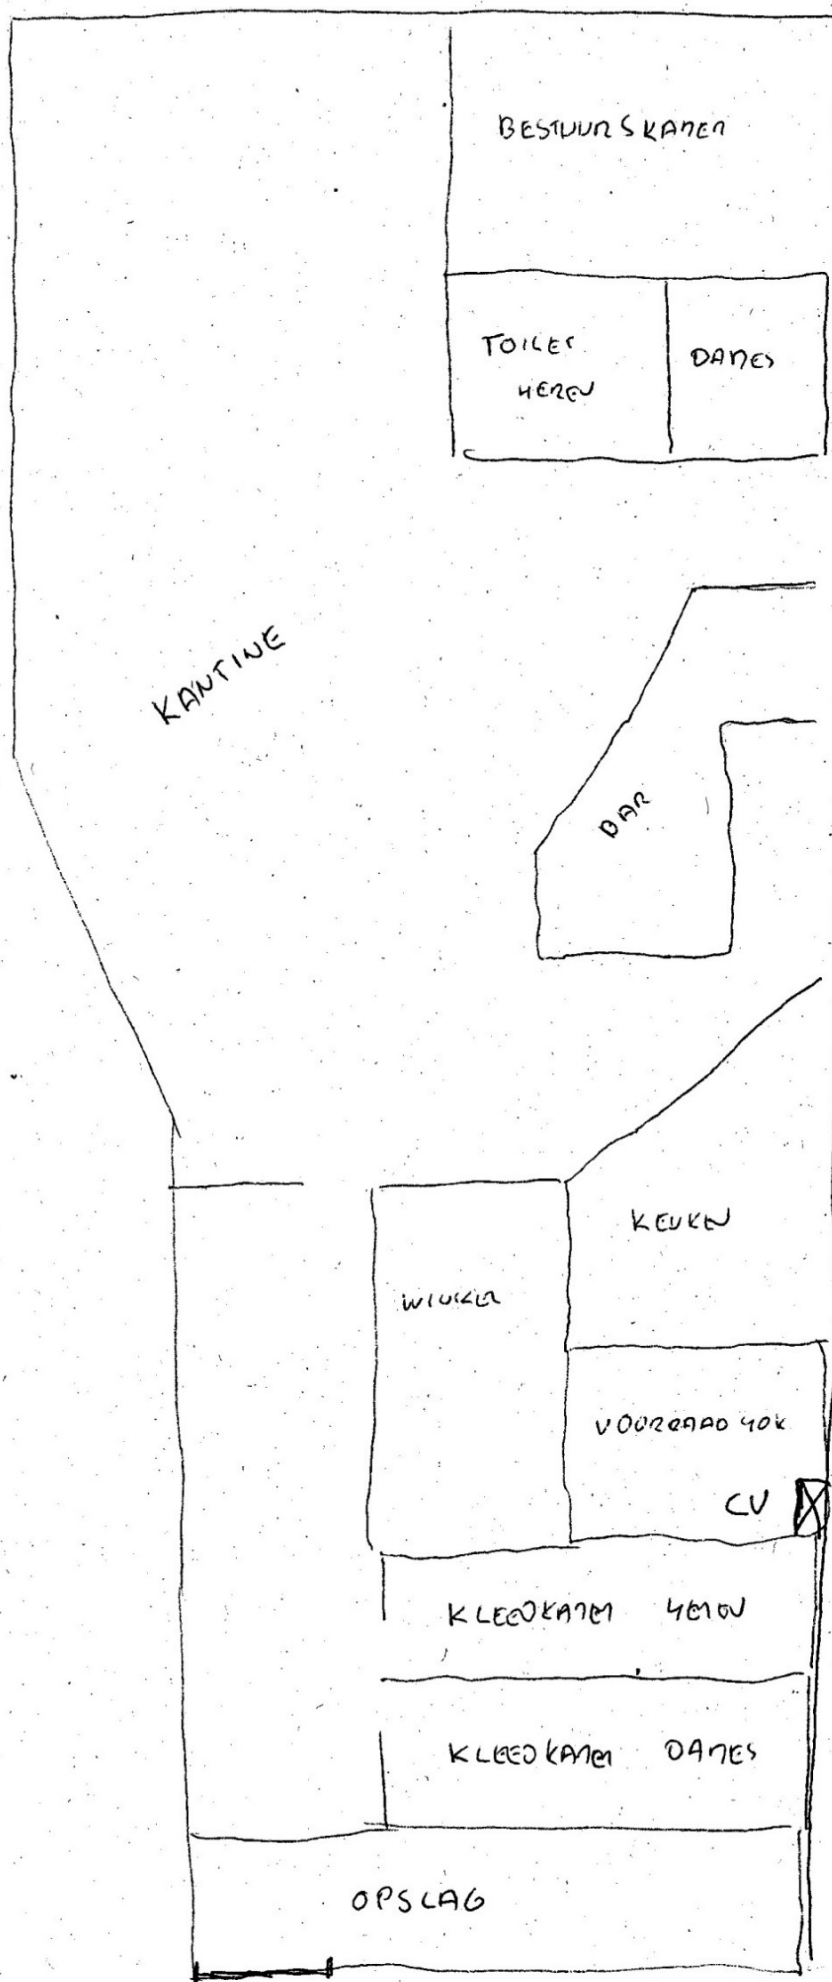 BESTUURSKAMER
TOILET
HEREN
DAMES
KANTINE
BAR
KEUKEN
WINKEL
VOORRAAD HOK
CV
KLEEDKAMER HEREN
KLEEDKAMER DAMES
OPSLAG